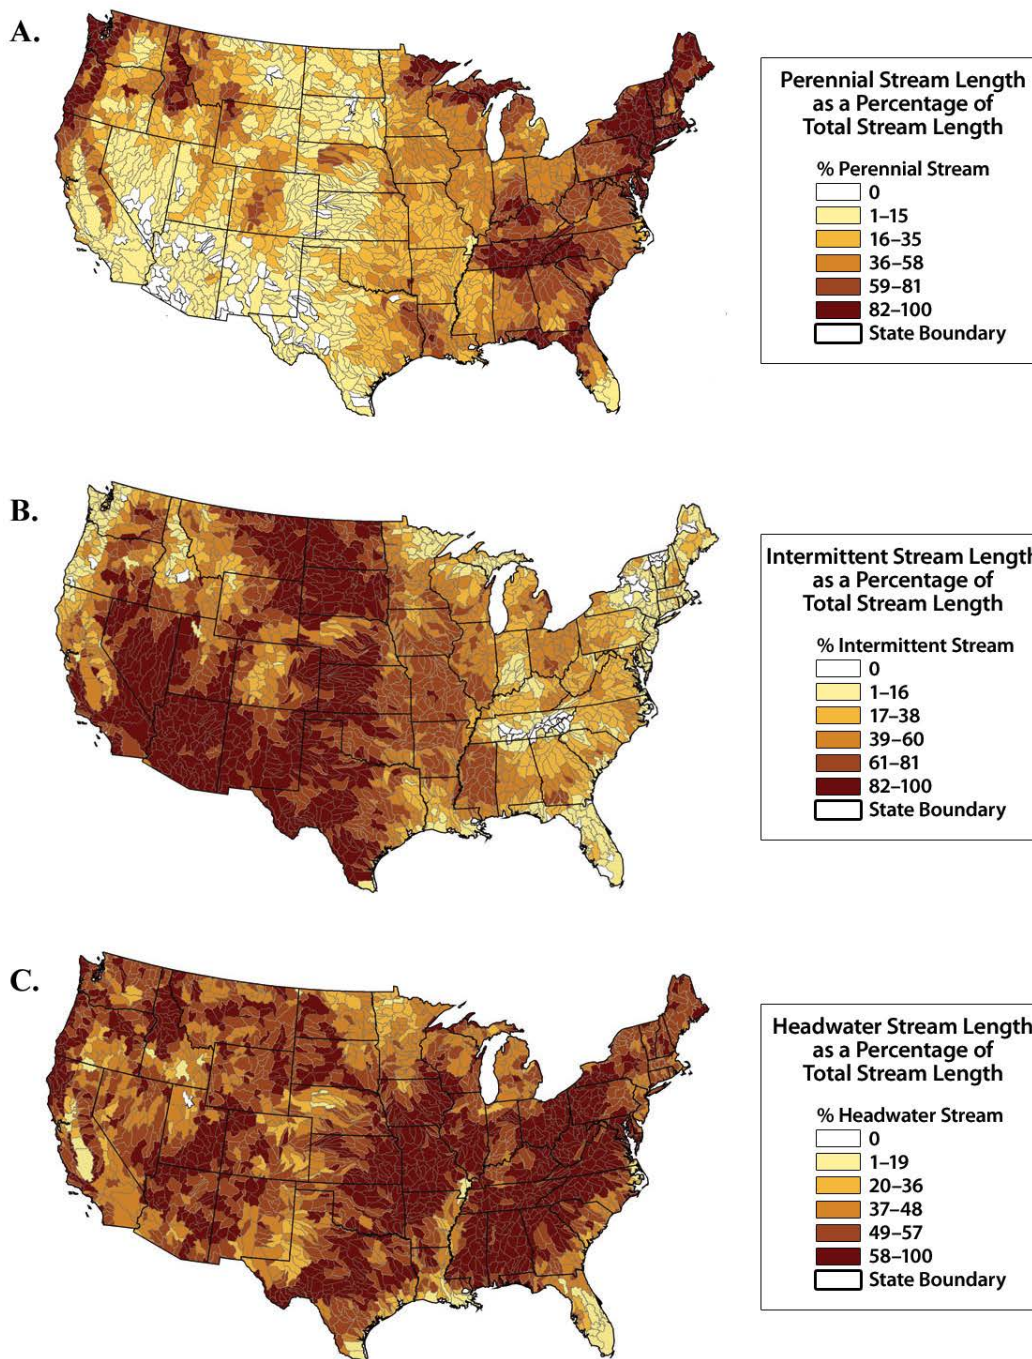 A.
Perennial Stream Length
as a Percentage of
Total Stream Length
% Perennial Stream
0
1–15
16–35
36–58
59–81
82–100
State Boundary
B.
Intermittent Stream Length
as a Percentage of
Total Stream Length
% Intermittent Stream
0
1–16
17–38
39–60
61–81
82–100
State Boundary
C.
Headwater Stream Length
as a Percentage of
Total Stream Length
% Headwater Stream
0
1–19
20–36
37–48
49–57
58–100
State Boundary